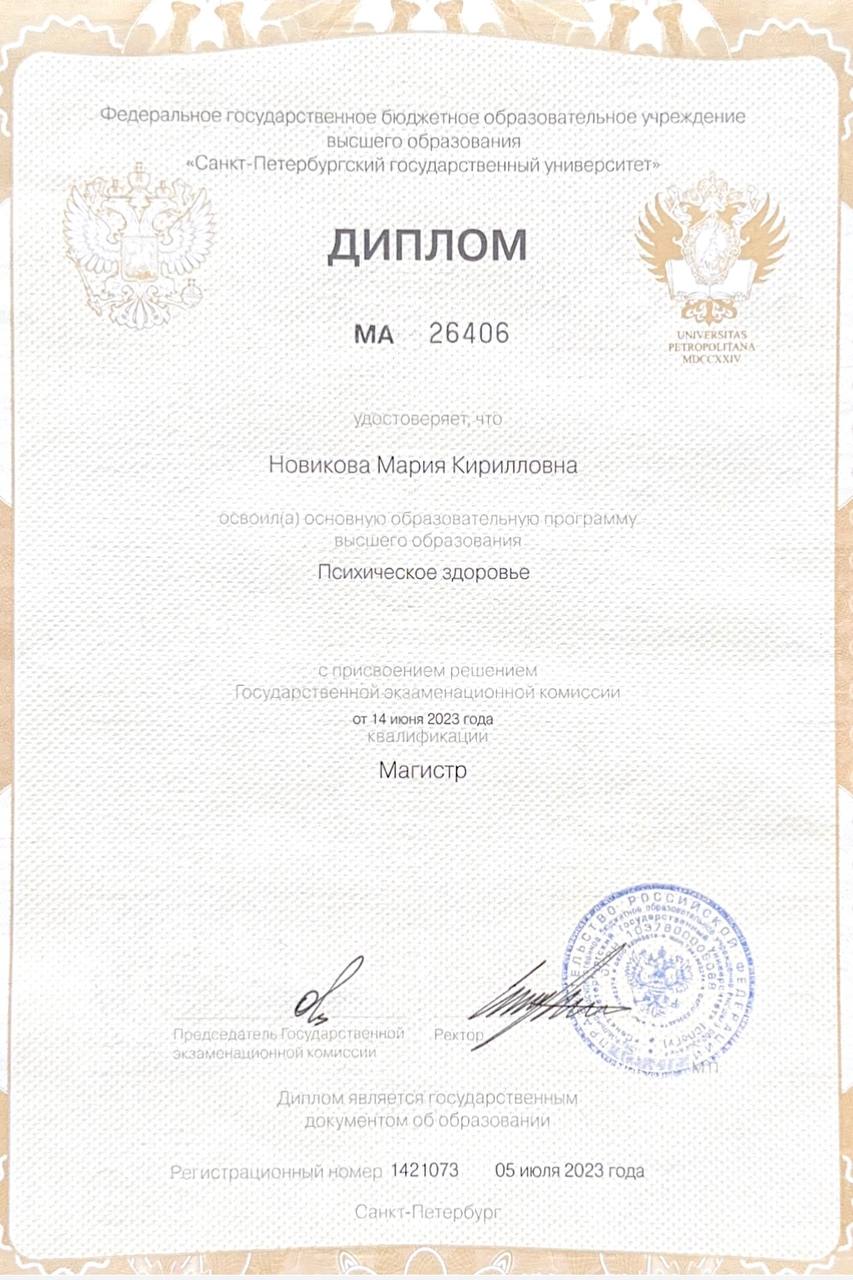 Федеральное государственное бюджетное образовательное учреждение
высшего образования
«Санкт-Петербургский государственный университет»
ДИПЛОМ
МА 26406
UNIVERSITAS
PETROPOLITANA
MDCCXXIV
удостоверяет, что
Новикова Мария Кирилловна
освоил(а) основную образовательную программу
высшего образования
Психическое здоровье
с присвоением решением
Государственной экзаменационной комиссии
от 14 июня 2023 года
квалификации
Магистр
Председатель Государственной
экзаменационной комиссии
Ректор
РОССИЙСКОЙ ФЕДЕРАЦИИ
МП
Диплом является государственным
документом об образовании
Регистрационный номер 1421073 05 июля 2023 года
Санкт-Петербург